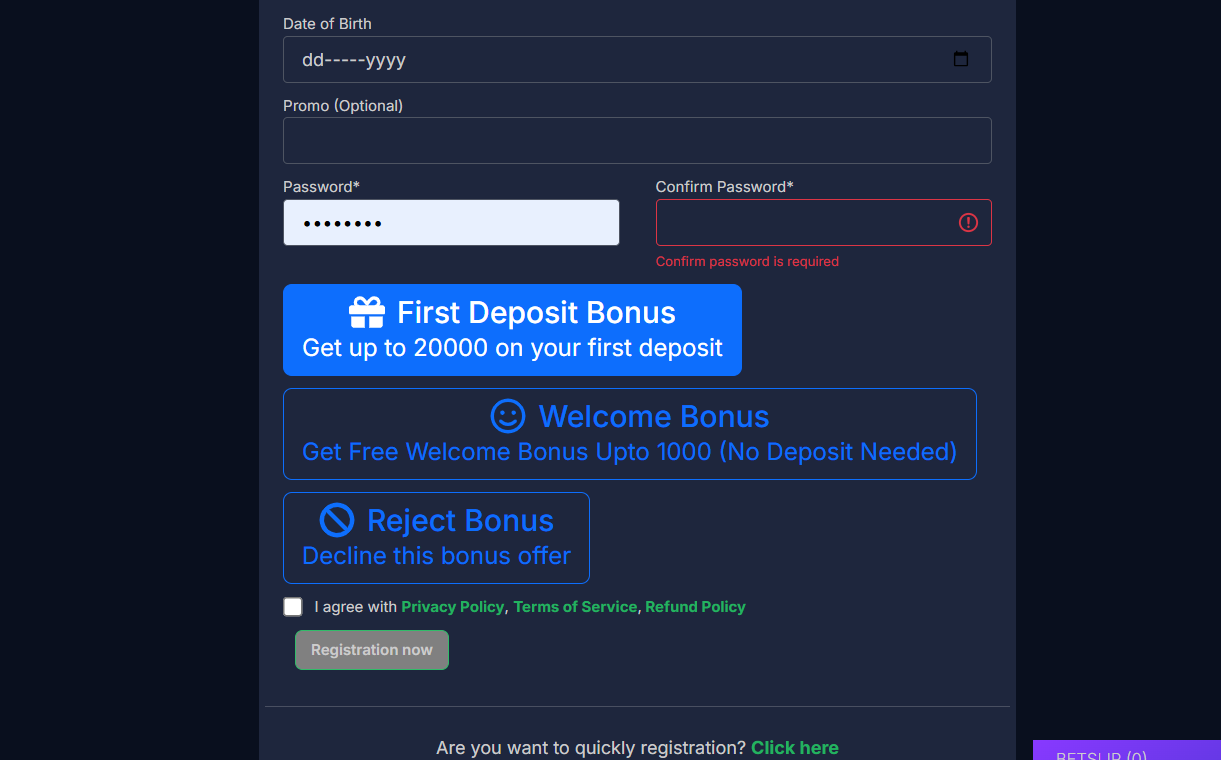 Date of Birth
dd-----yyyy
Promo (Optional)
Password*
Confirm Password*
••••••••
Confirm password is required
First Deposit Bonus
Get up to 20000 on your first deposit
Welcome Bonus
Get Free Welcome Bonus Upto 1000 (No Deposit Needed)
Reject Bonus
Decline this bonus offer
I agree with Privacy Policy, Terms of Service, Refund Policy
Registration now
Are you want to quickly registration? Click here
BETSLIP (0)